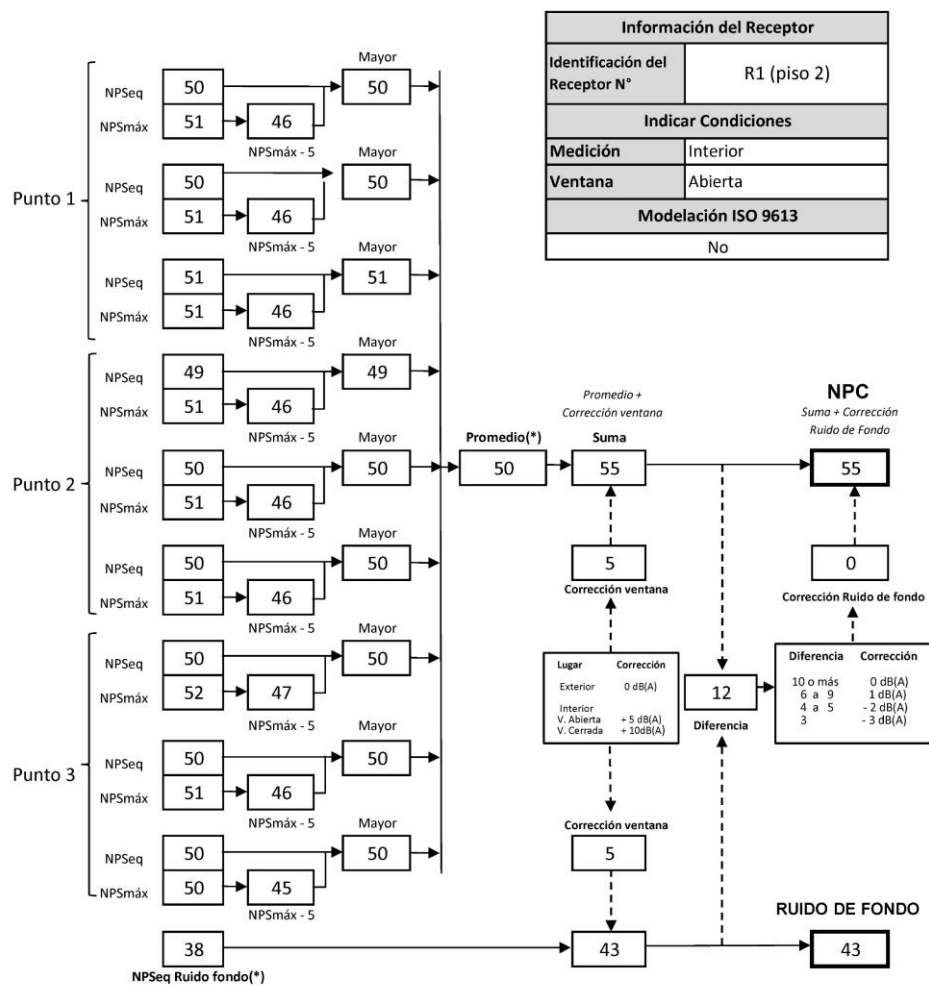 Información del Receptor
Identificación del Receptor N°
R1 (piso 2)
Indicar Condiciones
Medición Interior
Ventana Abierta
Modelación ISO 9613
No
Punto 1
Mayor
NPSeq 50 50
NPSmáx 51 46
NPSmáx - 5
Mayor
NPSeq 50 50
NPSmáx 51 46
NPSmáx - 5
Mayor
NPSeq 51 51
NPSmáx 51 46
NPSmáx - 5
Punto 2
Mayor
NPSeq 49 49
NPSmáx 51 46
NPSmáx - 5
Mayor
NPSeq 50 50
NPSmáx 51 46
NPSmáx - 5
Mayor
NPSeq 50 50
NPSmáx 51 46
NPSmáx - 5
Punto 3
Mayor
NPSeq 50 50
NPSmáx 52 47
NPSmáx - 5
Mayor
NPSeq 50 50
NPSmáx 51 46
NPSmáx - 5
Mayor
NPSeq 50 50
NPSmáx 50 45
NPSmáx - 5
38
NPSeq Ruido fondo(*)
Promedio(*)
50
Promedio +
Corrección ventana
Suma
55
5
Corrección ventana
Lugar Corrección
Exterior 0 dB(A)
Interior
V. Abierta + 5 dB(A)
V. Cerrada + 10dB(A)
Corrección ventana
5
43
12
Diferencia
NPC
Suma + Corrección
Ruido de Fondo
55
0
Corrección Ruido de fondo
Diferencia Corrección
10 o más 0 dB(A)
6 a 9 1 dB(A)
4 a 5 - 2 dB(A)
3 - 3 dB(A)
RUIDO DE FONDO
43